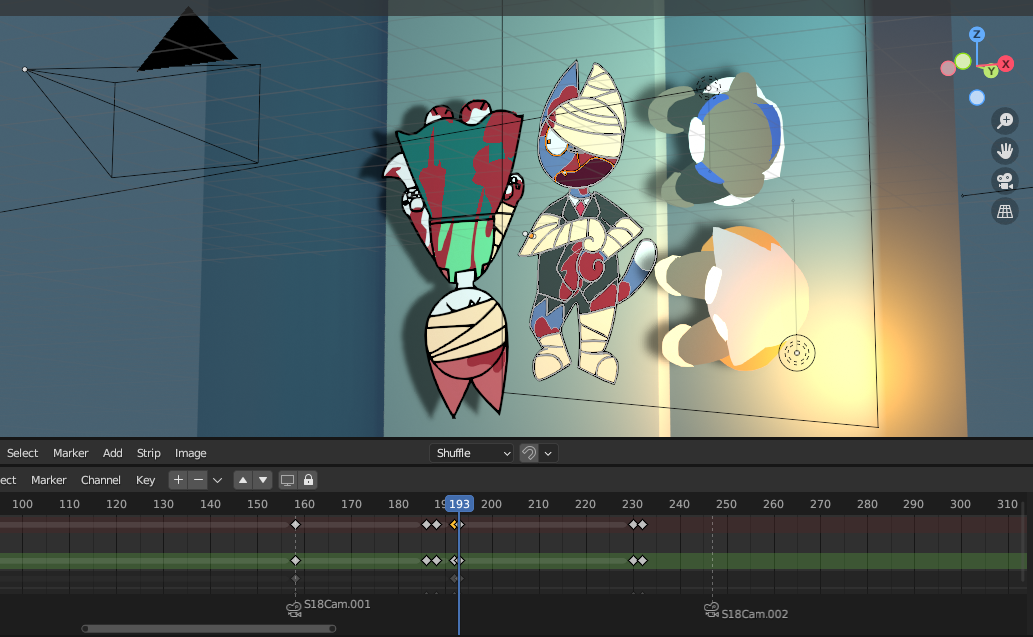 Z
X
Y
Select Marker Add Strip Image Shuffle
ect Marker Channel Key
100 110 120 130 140 150 160 170 180 19 193 200 210 220 230 240 250 260 270 280 290 300 310
S18Cam.001
S18Cam.002